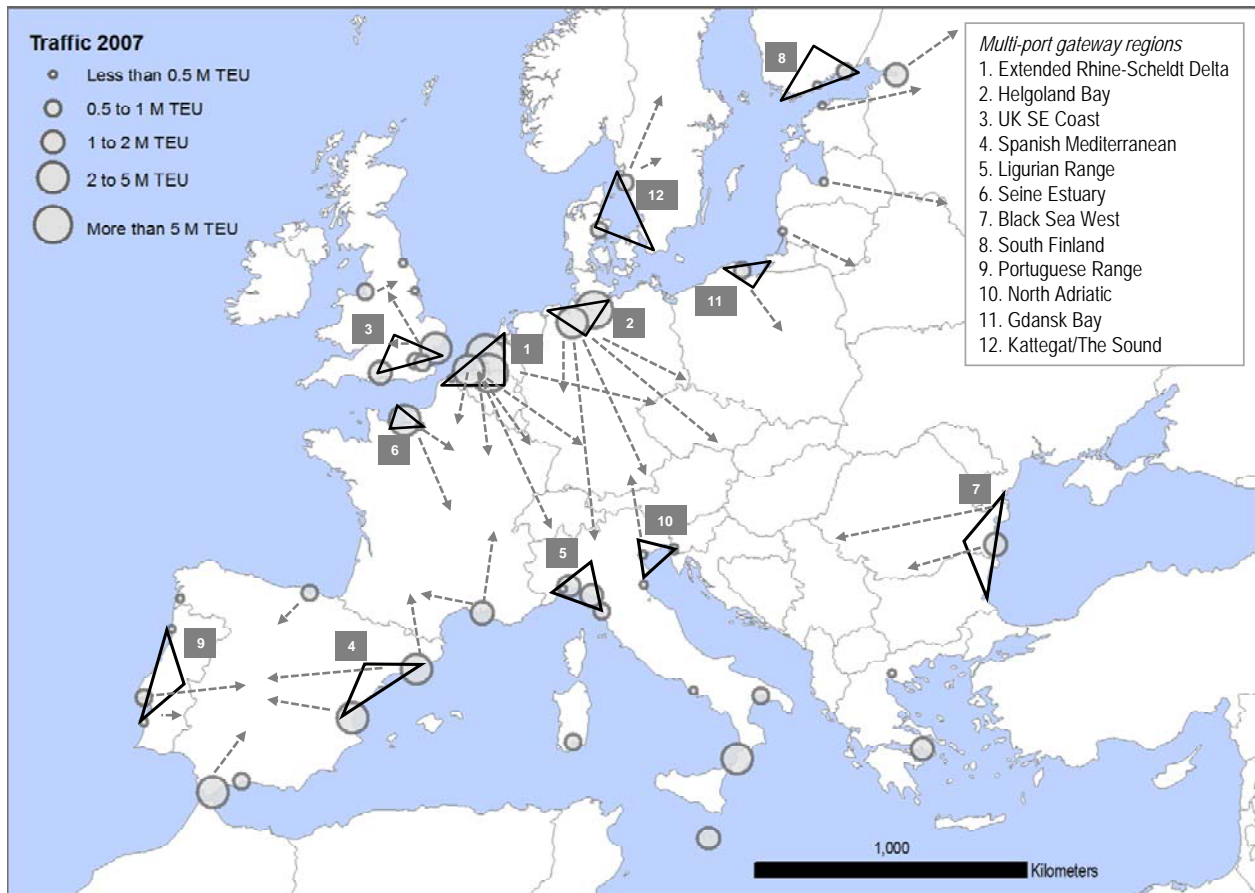 Traffic 2007
Less than 0.5 M TEU
0.5 to 1 M TEU
1 to 2 M TEU
2 to 5 M TEU
More than 5 M TEU
Multi-port gateway regions
1. Extended Rhine-Scheldt Delta
2. Helgoland Bay
3. UK SE Coast
4. Spanish Mediterranean
5. Ligurian Range
6. Seine Estuary
7. Black Sea West
8. South Finland
9. Portuguese Range
10. North Adriatic
11. Gdansk Bay
12. Kattegat/The Sound
8
12
11
3
2
1
6
7
10
5
9
4
1,000
Kilometers